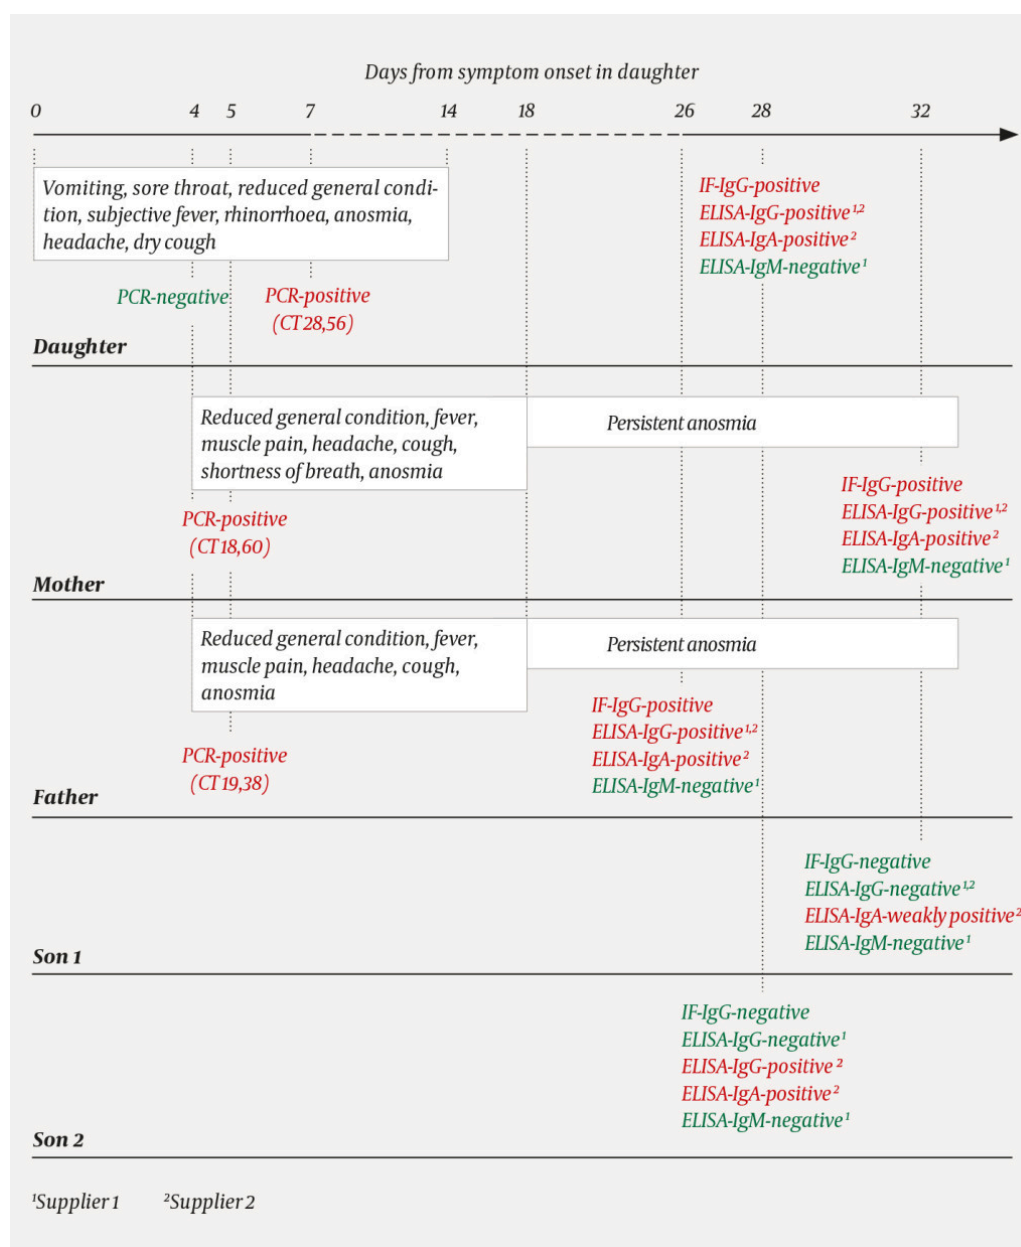 Days from symptom onset in daughter
0 4 5 7 14 18 26 28 32
Vomiting, sore throat, reduced general condi-
tion, subjective fever, rhinorrhoea, anosmia,
headache, dry cough
IF-IgG-positive
ELISA-IgG-positive¹,²
ELISA-IgA-positive²
ELISA-IgM-negative¹
PCR-negative
PCR-positive
(CT 28,56)
Daughter
Reduced general condition, fever,
muscle pain, headache, cough,
shortness of breath, anosmia
Persistent anosmia
IF-IgG-positive
ELISA-IgG-positive¹,²
ELISA-IgA-positive²
ELISA-IgM-negative¹
PCR-positive
(CT 18,60)
Mother
Reduced general condition, fever,
muscle pain, headache, cough,
anosmia
Persistent anosmia
IF-IgG-positive
ELISA-IgG-positive¹,²
ELISA-IgA-positive²
ELISA-IgM-negative¹
PCR-positive
(CT 19,38)
Father
IF-IgG-negative
ELISA-IgG-negative¹,²
ELISA-IgA-weakly positive²
ELISA-IgM-negative¹
Son 1
IF-IgG-negative
ELISA-IgG-negative¹
ELISA-IgG-positive²
ELISA-IgA-positive²
ELISA-IgM-negative¹
Son 2
¹Supplier 1 ²Supplier 2